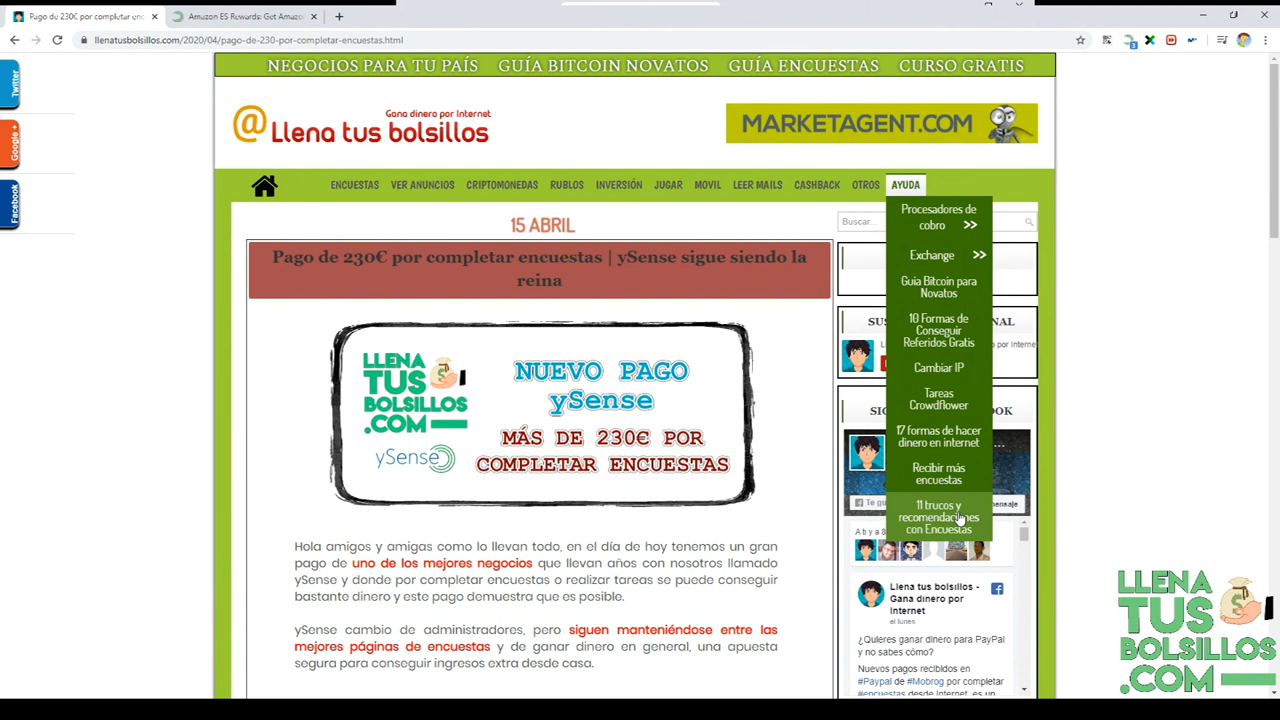 Pago de 230€ por completar enc
Amazon ES Rewards: Get Amazo
llenatusbolsillos.com/2020/04/pago-de-230-por-completar-encuestas.html
Twitter
Google +
Facebook
NEGOCIOS PARA TU PAÍS GUÍA BITCOIN NOVATOS GUÍA ENCUESTAS CURSO GRATIS
Gana dinero por Internet
@Llena tus bolsillos
MARKETAGENT.COM
ENCUESTAS VER ANUNCIOS CRIPTOMONEDAS RUBLOS INVERSIÓN JUGAR MOVIL LEER MAILS CASHBACK OTROS AYUDA
15 ABRIL
Pago de 230€ por completar encuestas | ySense sigue siendo la
reina
LLENA
TUS
BOLSILLOS
.COM
ySense
NUEVO PAGO
ySense
MÁS DE 230€ POR
COMPLETAR ENCUESTAS
Hola amigos y amigas como lo llevan todo, en el día de hoy tenemos un gran
pago de uno de los mejores negocios que llevan años con nosotros llamado
ySense y donde por completar encuestas o realizar tareas se puede conseguir
bastante dinero y este pago demuestra que es posible.
ySense cambio de administradores, pero siguen manteniéndose entre las
mejores páginas de encuestas y de ganar dinero en general, una apuesta
segura para conseguir ingresos extra desde casa.
Buscar...
Procesadores de
cobro >>
Exchange >>
Guia Bitcoin para
Novatos
10 Formas de
Conseguir
Referidos Gratis
Cambiar IP
Tareas
Crowdflower
17 formas de hacer
dinero en internet
Recibir más
encuestas
11 trucos y
recomendaciones
con Encuestas
Llena tus bolsillos -
Gana dinero por
Internet
el lunes
¿Quieres ganar dinero para PayPal
y no sabes cómo?
Nuevos pagos recibidos en
#Paypal de #Mobrog por completar
#encuestas desde Internet, es un
LLENA
TUS
BOLSILLOS
.COM